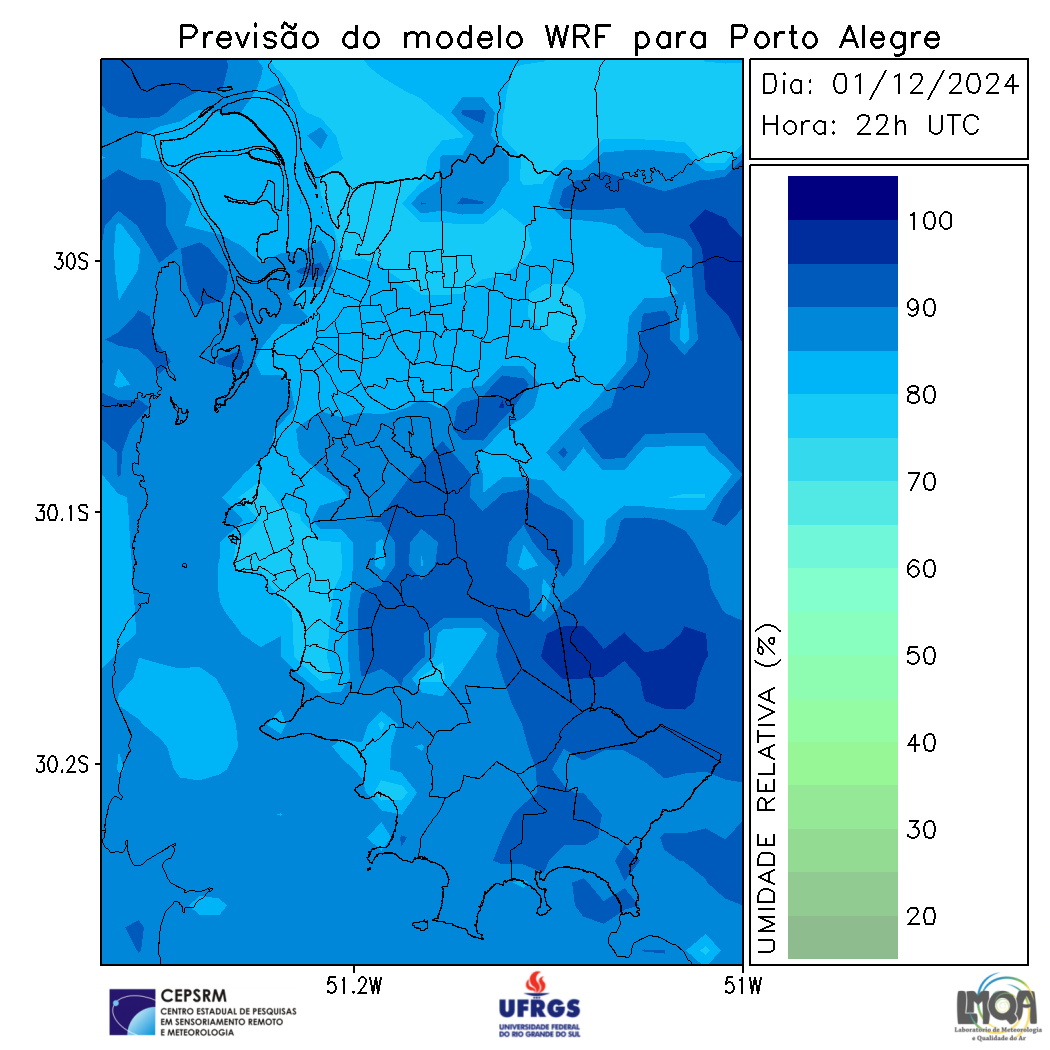 Previsão do modelo WRF para Porto Alegre
Dia: 01/12/2024
Hora: 22h UTC
30S
30.1S
30.2S
51.2W
51W
100
90
80
70
60
50
40
30
20
UMIDADE RELATIVA (%)
CEPSRM
CENTRO ESTADUAL DE PESQUISAS
EM SENSORIAMENTO REMOTO
E METEOROLOGIA
UFRGS
UNIVERSIDADE FEDERAL
DO RIO GRANDE DO SUL
LMQA
Laboratório de Meteorologia
e Qualidade do Ar